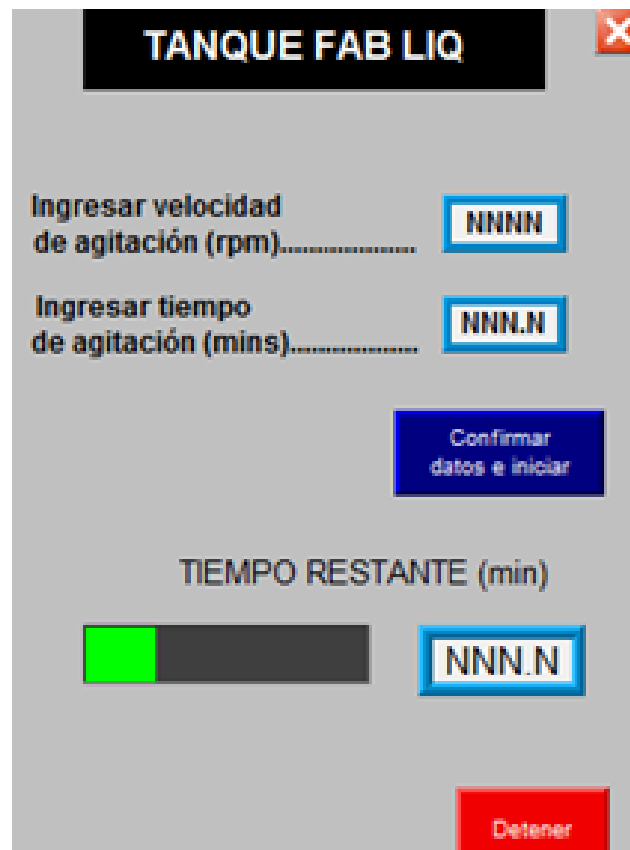 TANQUE FAB LIQ
Ingresar velocidad
de agitación (rpm)..................... NNNN
Ingresar tiempo
de agitación (mins).................... NNN.N
Confirmar
datos e iniciar
TIEMPO RESTANTE (min)
NNN.N
Detener